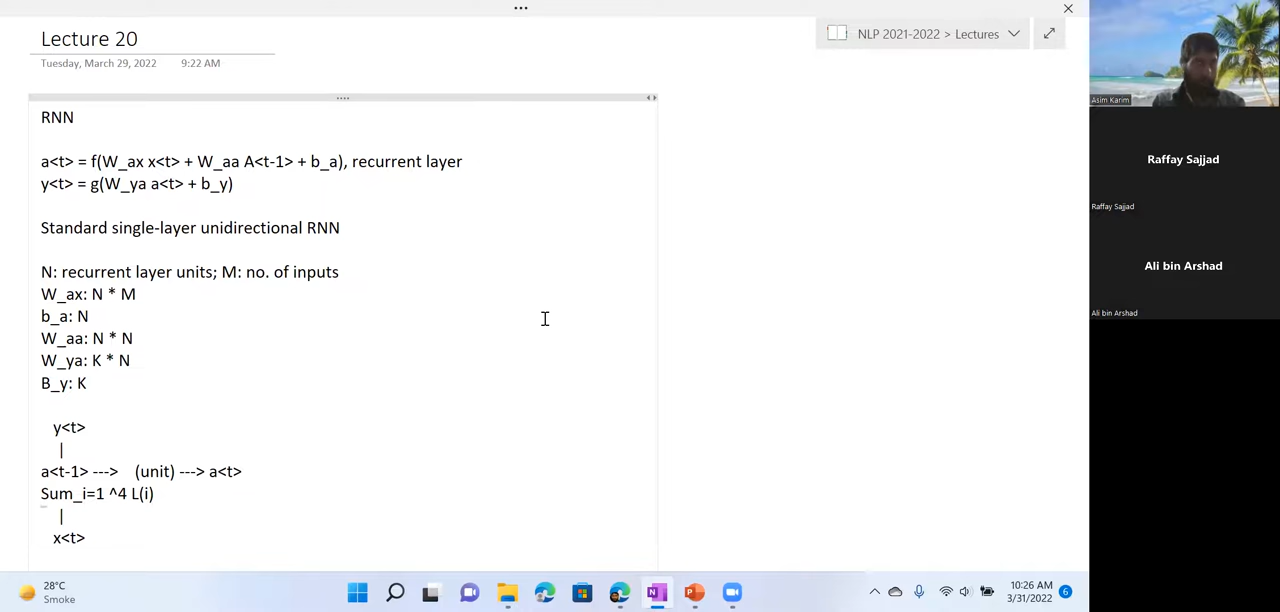 Lecture 20
Tuesday, March 29, 2022 9:22 AM
NLP 2021-2022 > Lectures
RNN
a<t> = f(W_ax x<t> + W_aa A<t-1> + b_a), recurrent layer
y<t> = g(W_ya a<t> + b_y)
Standard single-layer unidirectional RNN
N: recurrent layer units; M: no. of inputs
W_ax: N * M
b_a: N
W_aa: N * N
W_ya: K * N
B_y: K
y<t>
|
a<t-1> ---> (unit) ---> a<t>
Sum_i=1 ^4 L(i)
|
x<t>
Asim Karim
Raffay Sajjad
Raffay Sajjad
Ali bin Arshad
Ali bin Arshad
28°C
Smoke
10:26 AM
3/31/2022
6